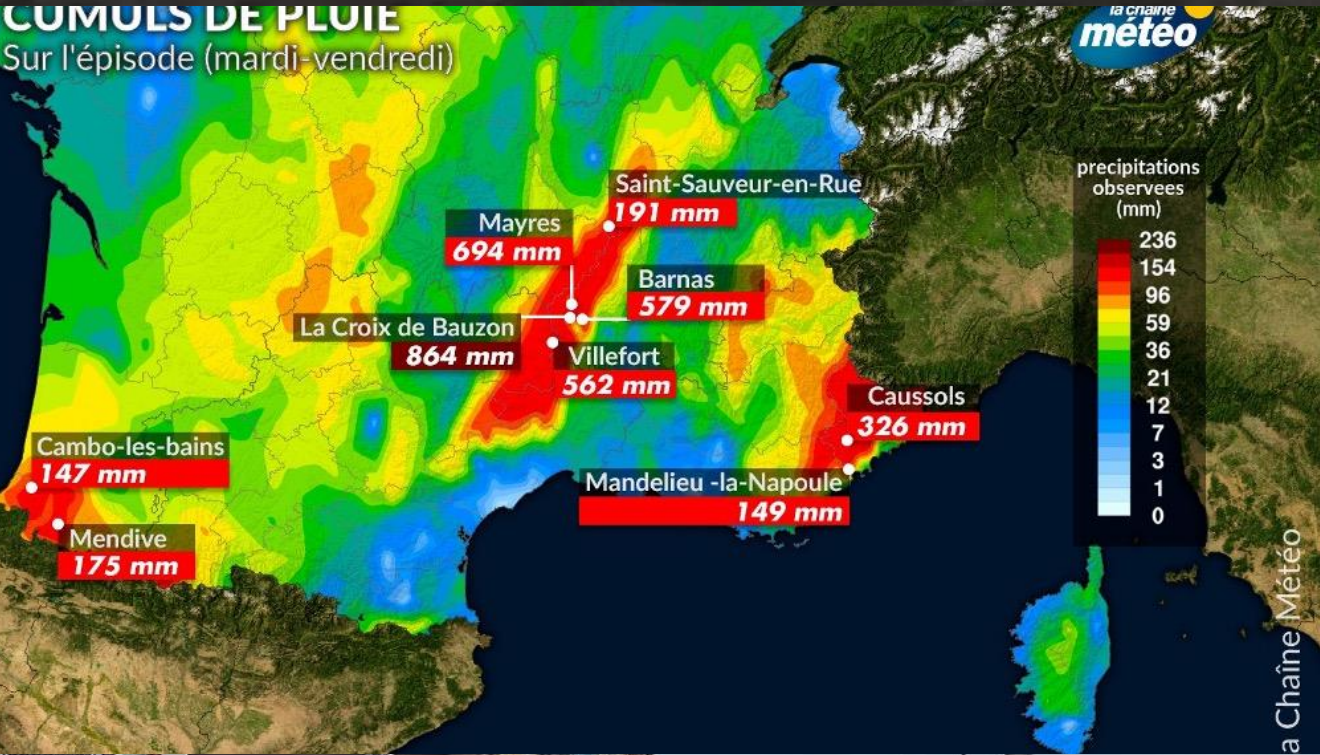 CUMULS DE PLUIE
Sur l'épisode (mardi-vendredi)
la chaîne
météo
precipitations
observees
(mm)
236
154
96
59
36
21
12
7
3
1
0
Saint-Sauveur-en-Rue
191 mm
Mayres
694 mm
Barnas
579 mm
La Croix de Bauzon
864 mm
Villefort
562 mm
Caussols
326 mm
Cambo-les-bains
147 mm
Mandelieu -la-Napoule
149 mm
Mendive
175 mm
a Chaîne Météo